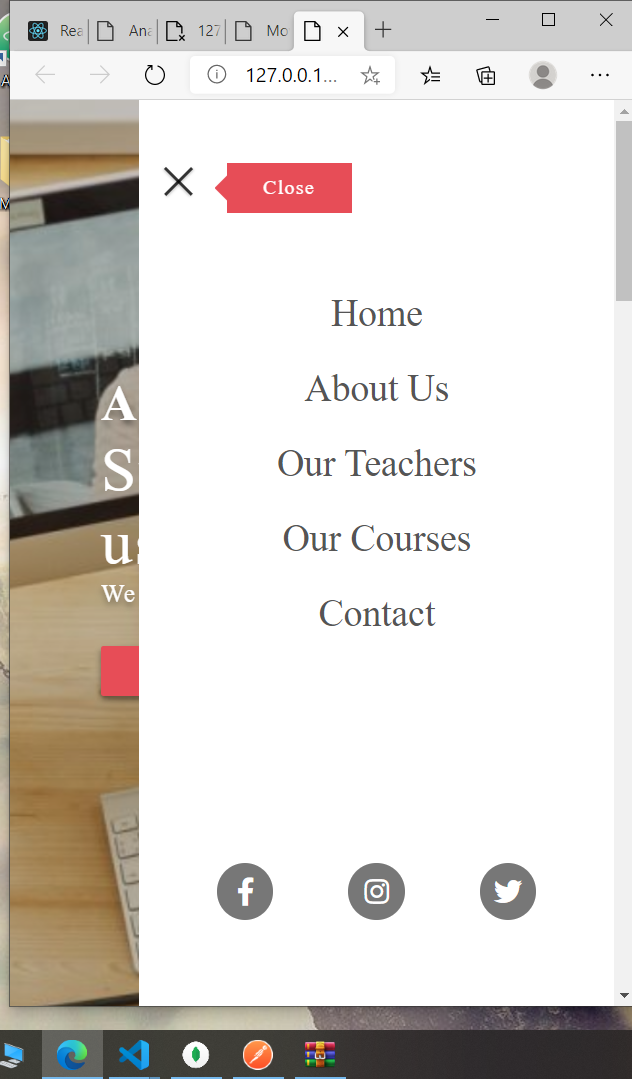 Rea
Ana
127
Mo
127.0.0.1...
Close
Home
About Us
Our Teachers
Our Courses
Contact
A
S
us
We